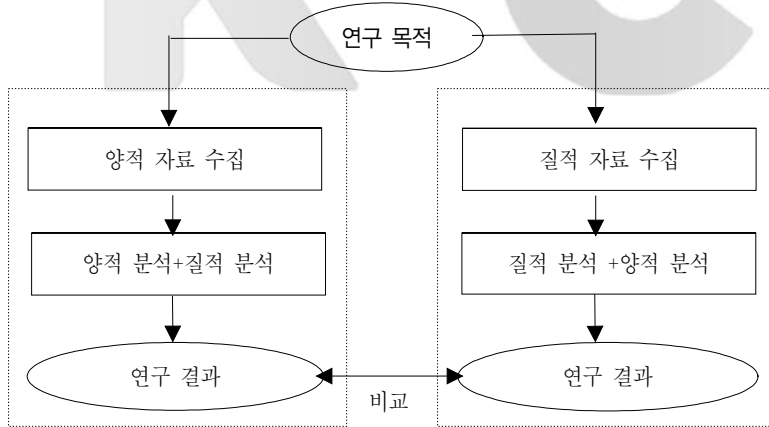 연구 목적
양적 자료 수집
질적 자료 수집
양적 분석+질적 분석
질적 분석 +양적 분석
연구 결과
연구 결과
비교